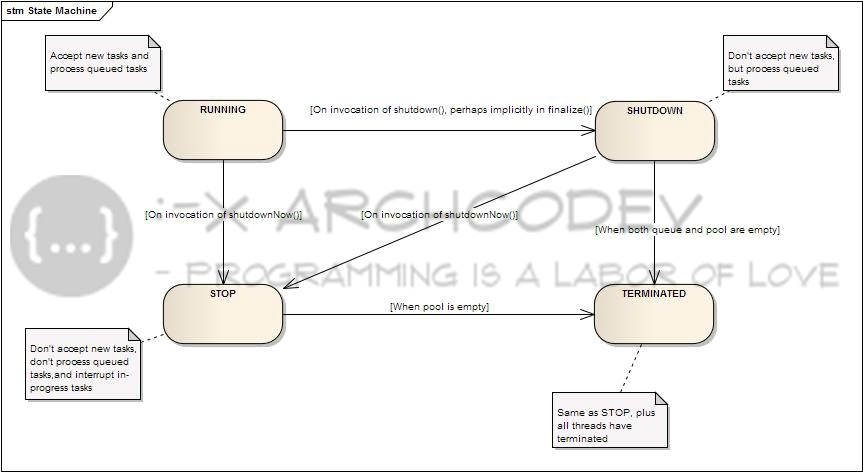 stm State Machine
Accept new tasks and
process queued tasks
Don't accept new tasks,
but process queued
tasks
RUNNING
[On invocation of shutdown(), perhaps implicitly in finalize()]
SHUTDOWN
:-X ARCHCODEV
{...}
[On invocation of shutdownNow()]
[On invocation of shutdownNow()]
[When both queue and pool are empty]
- PROGRAMMING IS A LABOR OF LOVE
STOP
[When pool is empty]
TERMINATED
Don't accept new tasks,
don't process queued
tasks,and interrupt in-
progress tasks
Same as STOP, plus
all threads have
terminated